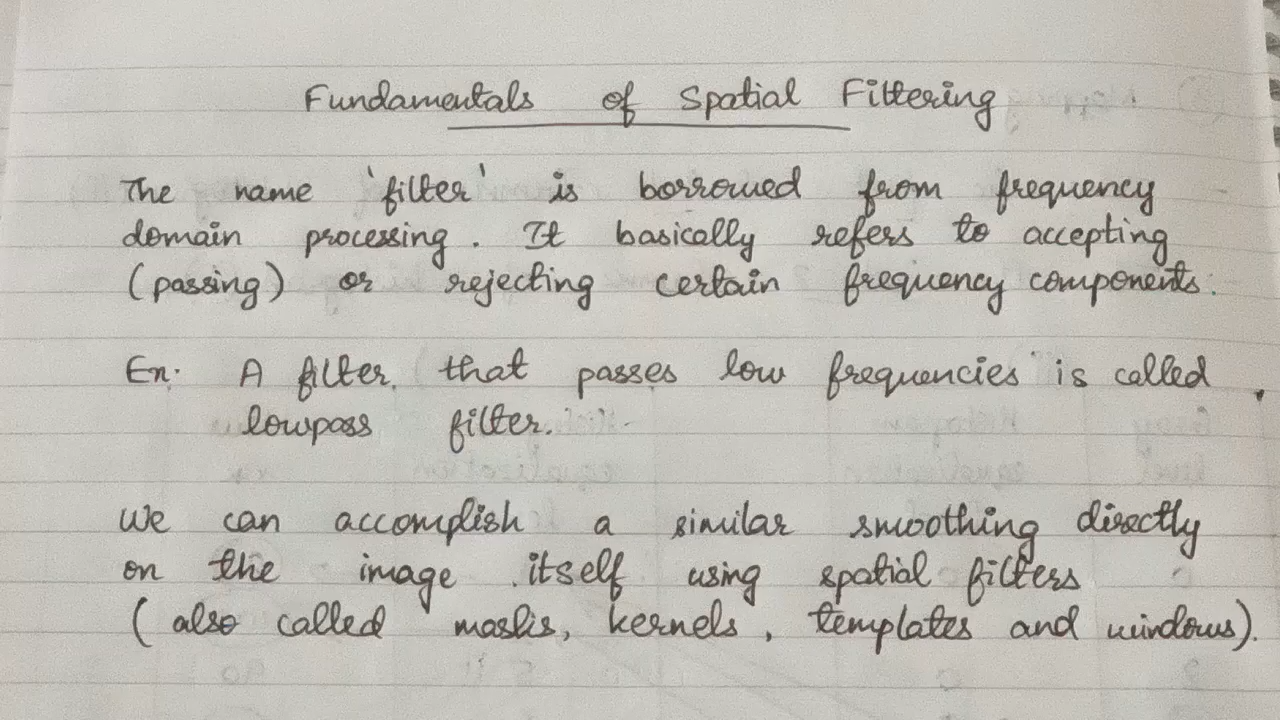 Fundamentals of Spatial Filtering
The name 'filter' is borrowed from frequency
domain processing. It basically refers to accepting
(passing) or rejecting certain frequency components.
Ex. A filter that passes low frequencies is called
lowpass filter.
We can accomplish a similar smoothing directly
on the image itself using spatial filters
(also called masks, kernels, templates and windows).